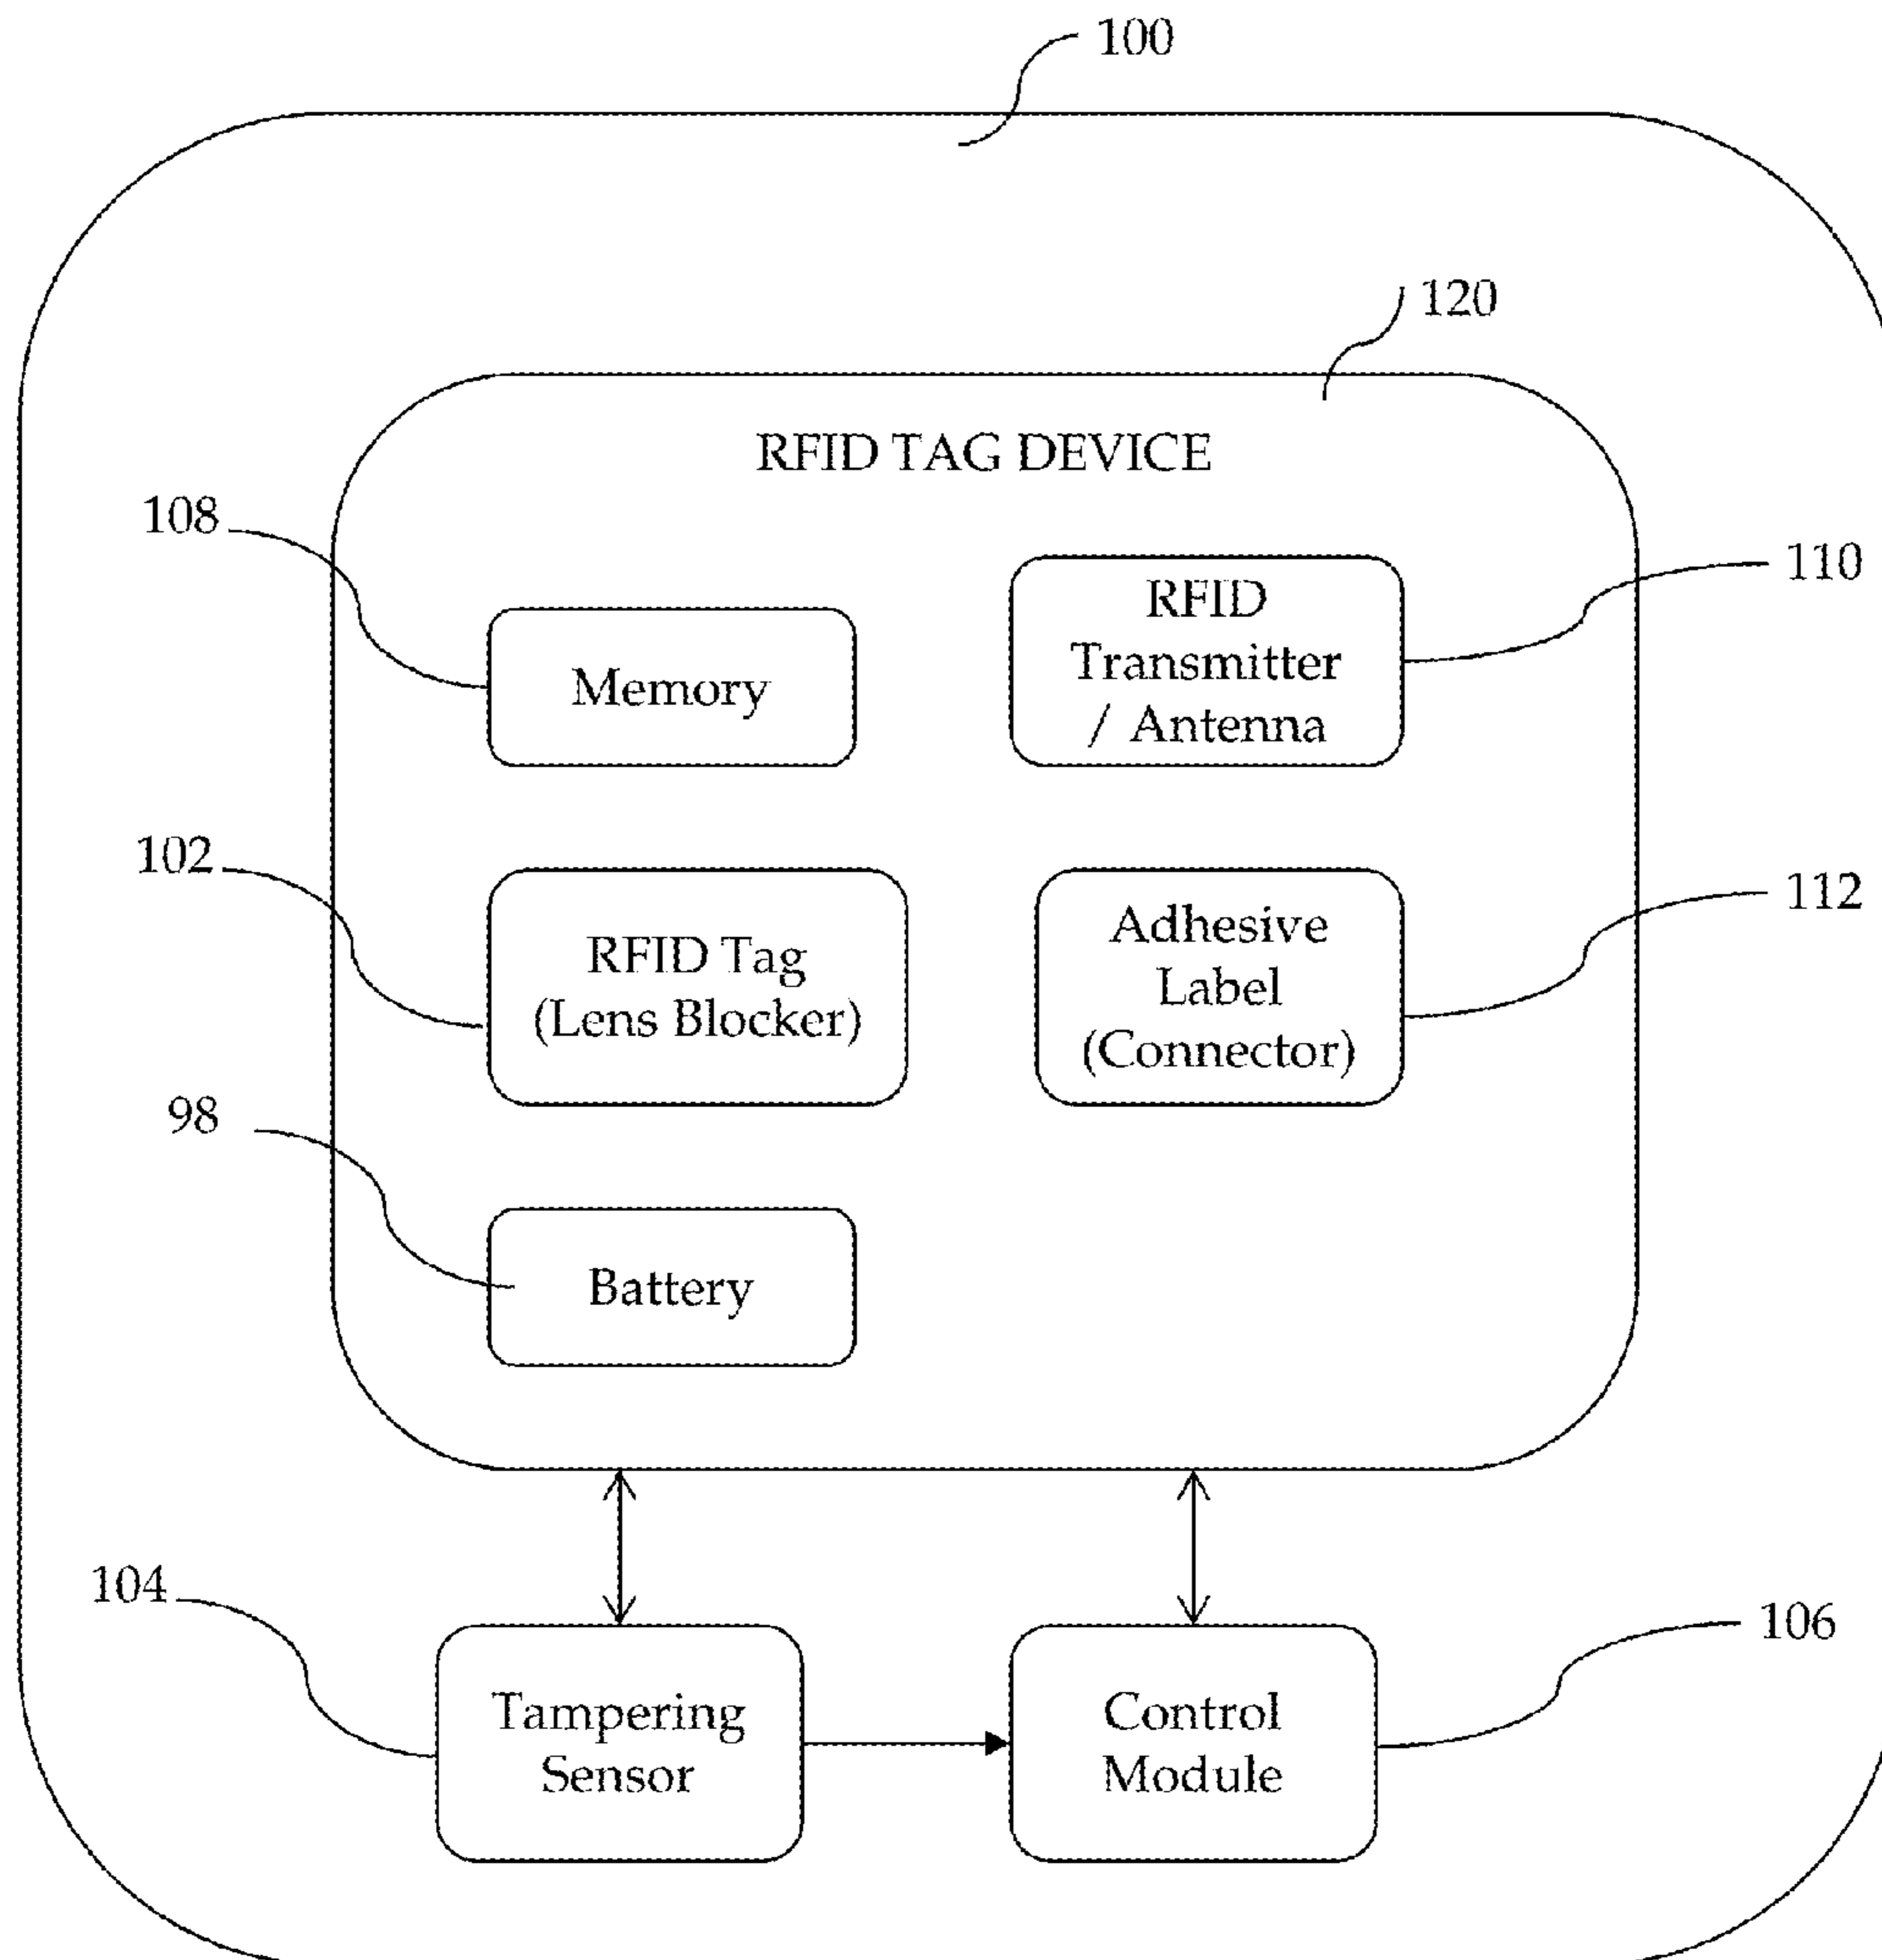 100
120
RFID TAG DEVICE
108
110
RFID
Transmitter
/ Antenna
Memory
102
112
RFID Tag
(Lens Blocker)
Adhesive
Label
(Connector)
98
Battery
104
106
Tampering
Sensor
Control
Module